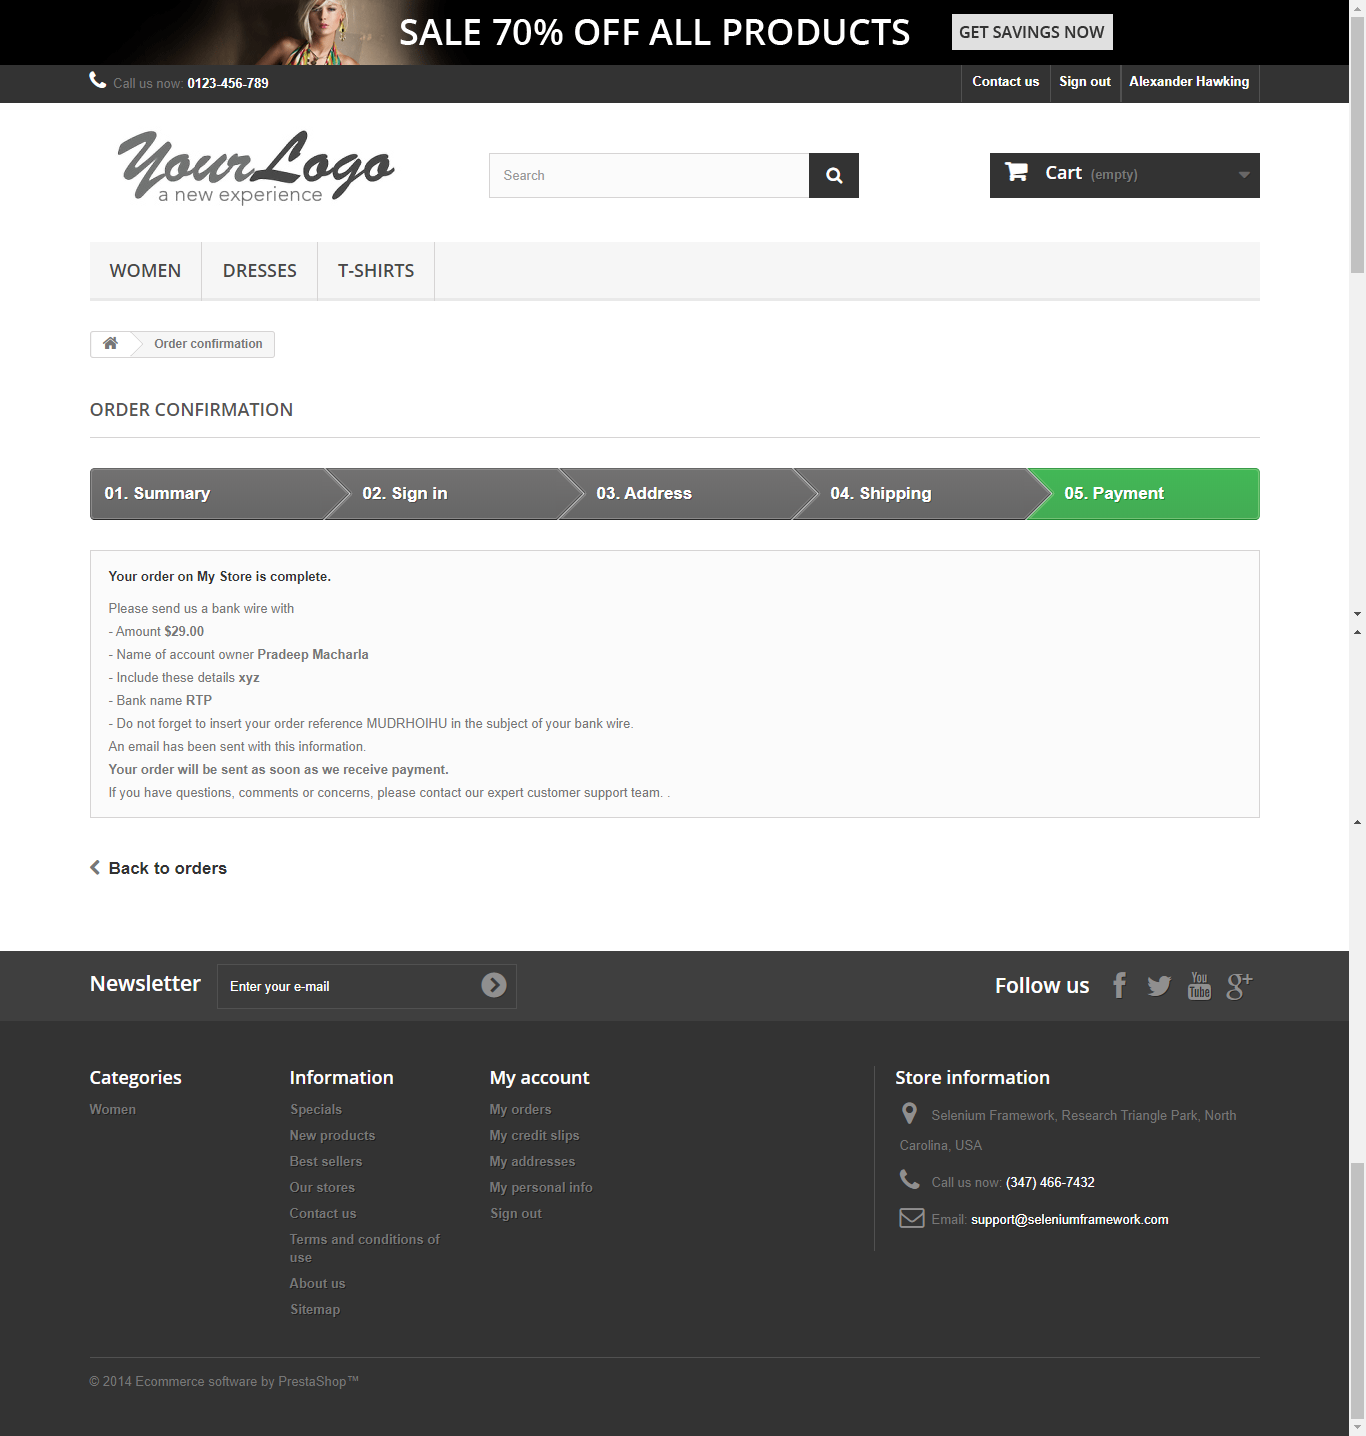 SALE 70% OFF ALL PRODUCTS GET SAVINGS NOW
Call us now: 0123-456-789 Contact us Sign out Alexander Hawking
Your Logo
a new experience
Search
Cart (empty)
WOMEN DRESSES T-SHIRTS
Order confirmation
ORDER CONFIRMATION
01. Summary 02. Sign in 03. Address 04. Shipping 05. Payment
Your order on My Store is complete.
Please send us a bank wire with
- Amount $29.00
- Name of account owner Pradeep Macharla
- Include these details xyz
- Bank name RTP
- Do not forget to insert your order reference MUDRHOIHU in the subject of your bank wire.
An email has been sent with this information.
Your order will be sent as soon as we receive payment.
If you have questions, comments or concerns, please contact our expert customer support team. .
Back to orders
Newsletter Enter your e-mail Follow us You Tube g+
Categories
Women
Information
Specials
New products
Best sellers
Our stores
Contact us
Terms and conditions of
use
About us
Sitemap
My account
My orders
My credit slips
My addresses
My personal info
Sign out
Store information
Selenium Framework, Research Triangle Park, North
Carolina, USA
Call us now: (347) 466-7432
Email: support@seleniumframework.com
© 2014 Ecommerce software by PrestaShop™